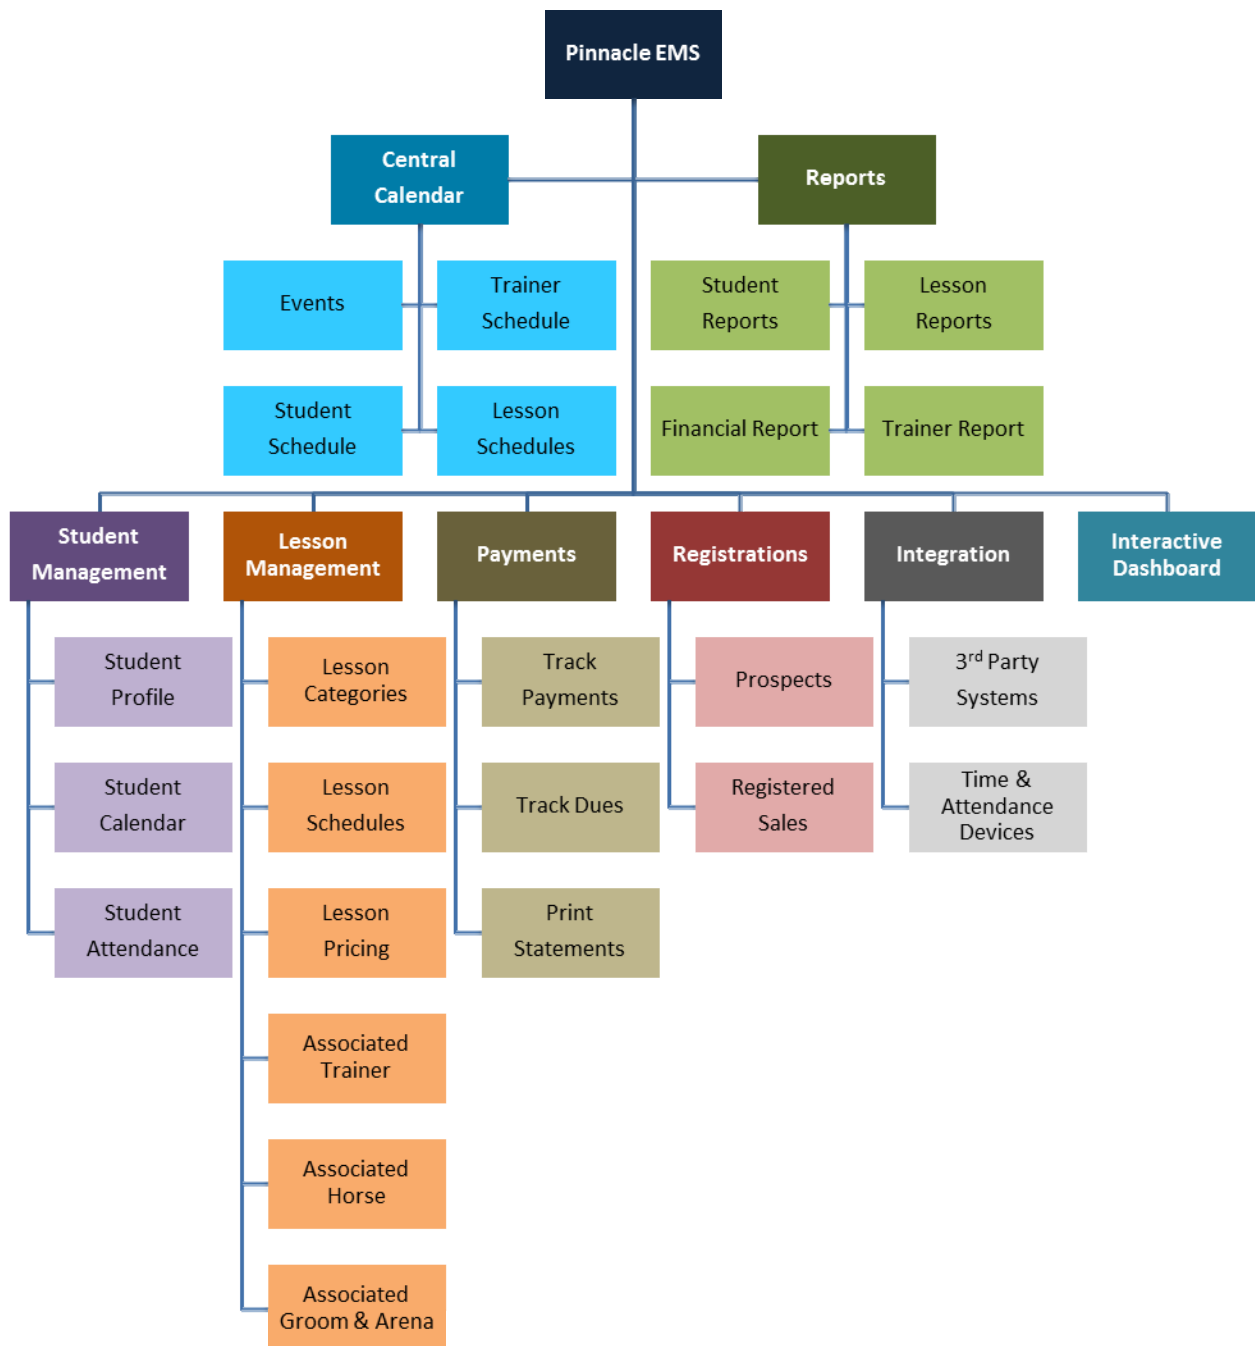 Pinnacle EMS
Central
Calendar
Reports
Events
Trainer
Schedule
Student
Reports
Lesson
Reports
Student
Schedule
Lesson
Schedules
Financial Report
Trainer Report
Student
Management
Lesson
Management
Payments
Registrations
Integration
Interactive
Dashboard
Student
Profile
Lesson
Categories
Track
Payments
Prospects
3rd Party
Systems
Student
Calendar
Lesson
Schedules
Track Dues
Registered
Sales
Time &
Attendance
Devices
Student
Attendance
Lesson
Pricing
Print
Statements
Associated
Trainer
Associated
Horse
Associated
Groom & Arena